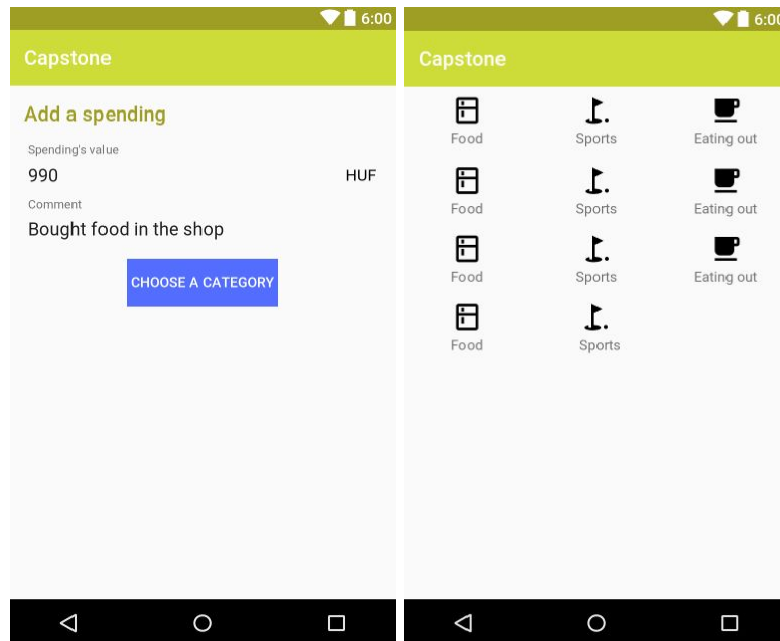 6:00
Capstone
Add a spending
Spending's value
990 HUF
Comment
Bought food in the shop
CHOOSE A CATEGORY
6:00
Capstone
Food Sports Eating out
Food Sports Eating out
Food Sports Eating out
Food Sports